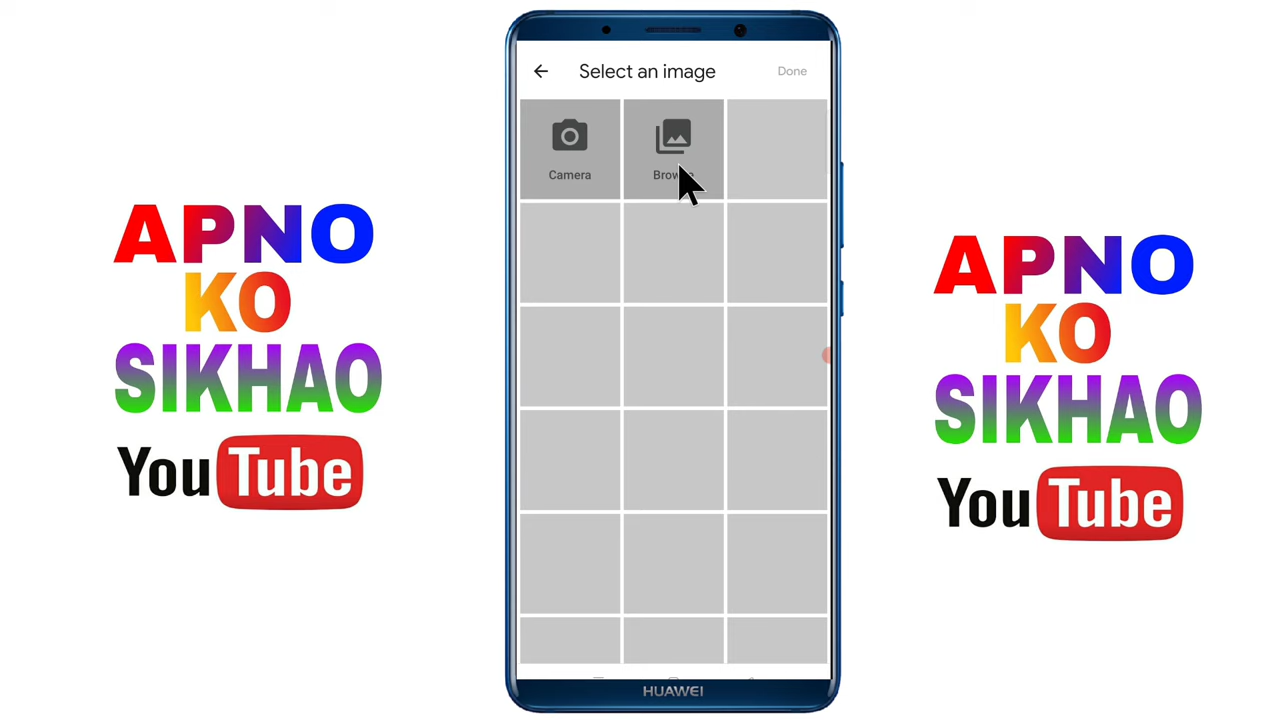 Select an image
Done
Camera
APNO
KO
SIKHAO
YouTube
APNO
KO
SIKHAO
YouTube
HUAWEI